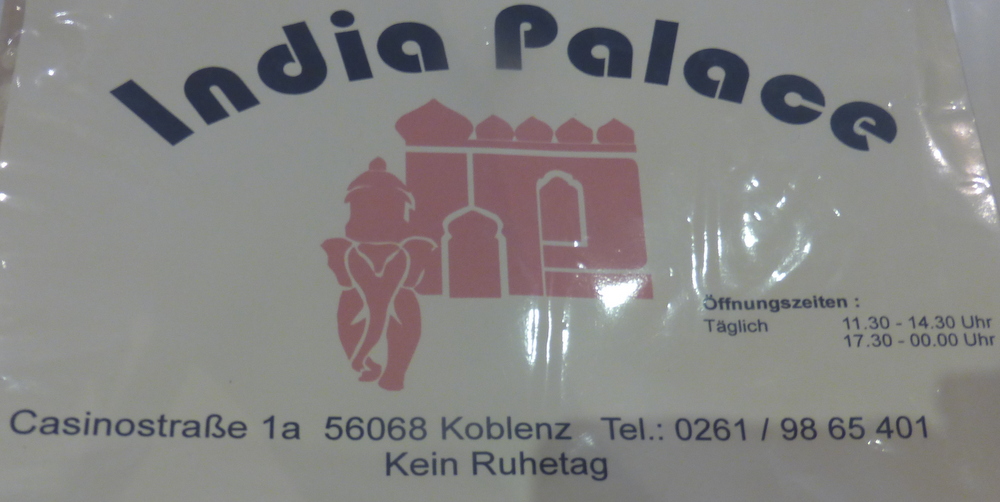 India Palace
Öffnungszeiten :
Täglich 11.30 - 14.30 Uhr
17.30 - 00.00 Uhr
Casinostraße 1a 56068 Koblenz Tel.: 0261 / 98 65 401
Kein Ruhetag